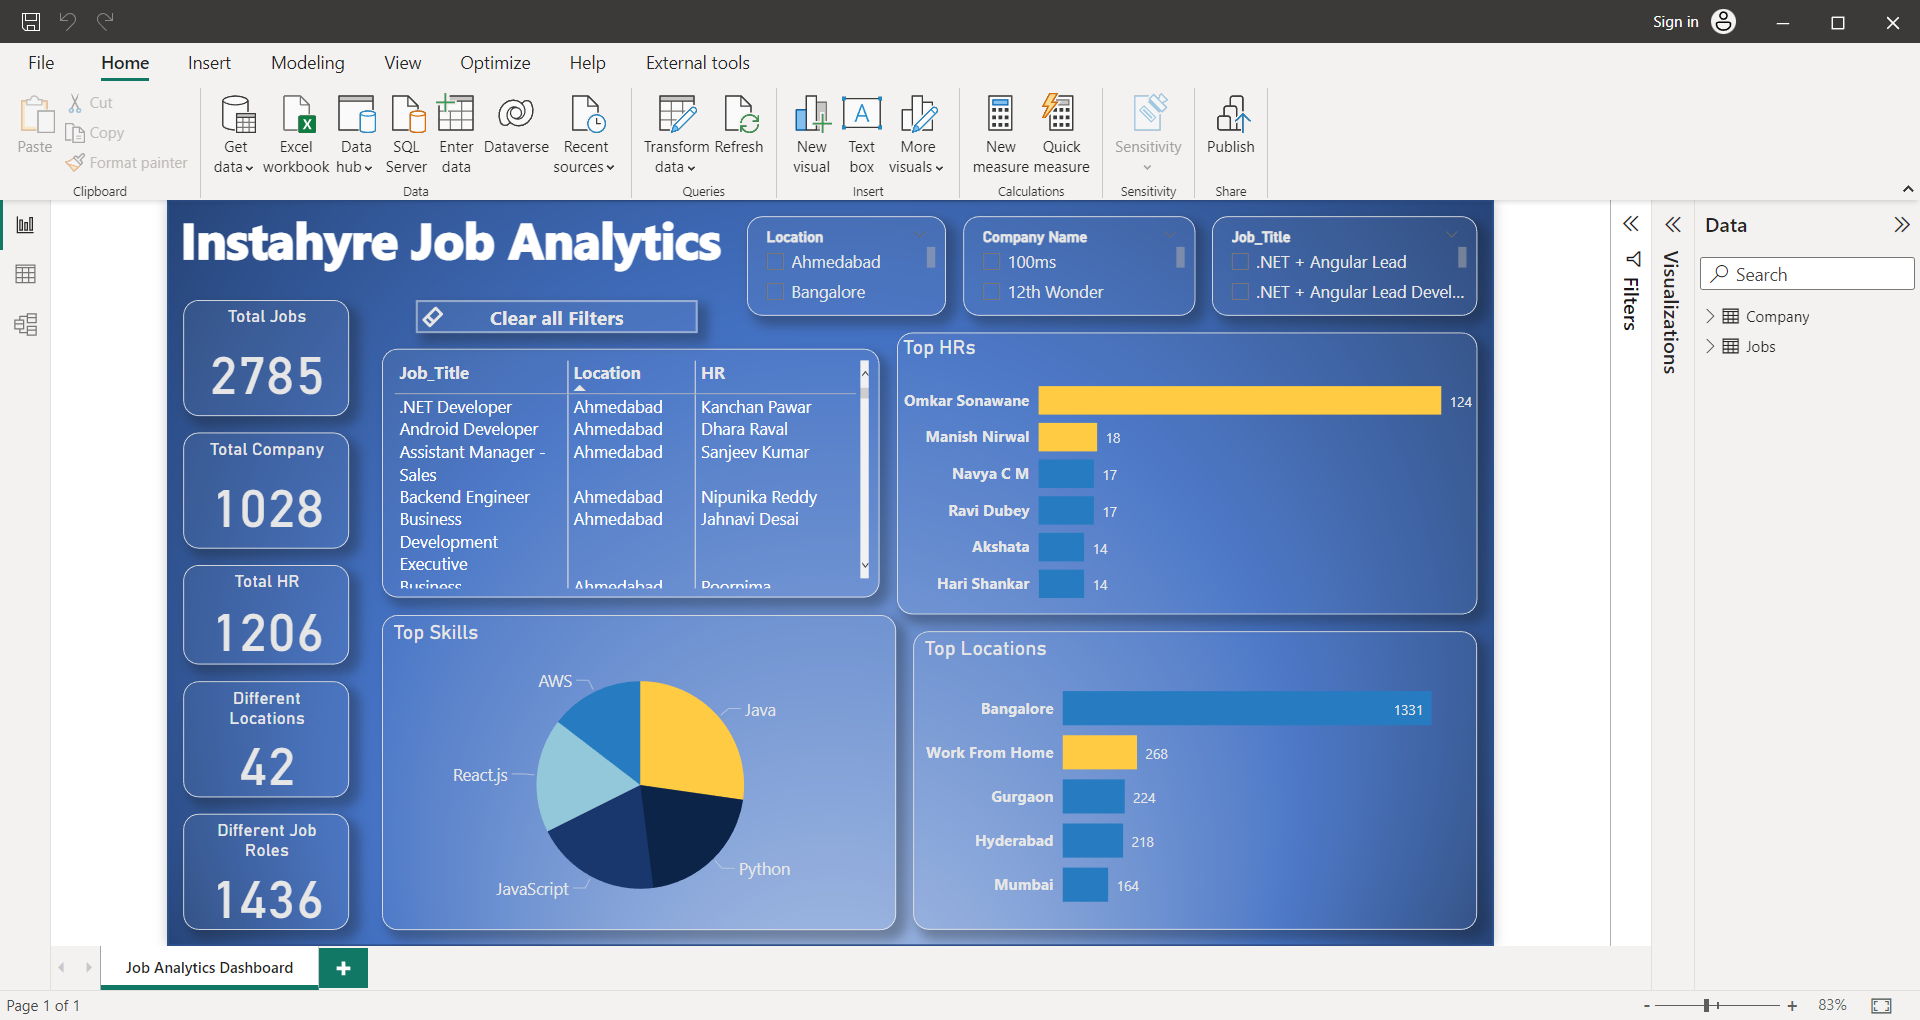 Sign in
File Home Insert Modeling View Optimize Help External tools
Paste
Cut
Copy
Format painter
Clipboard
Get data
Excel workbook
Data hub
SQL Server
Enter data
Dataverse
Recent sources
Data
Transform data
Refresh
Queries
New visual
Text box
More visuals
Insert
New measure
Quick measure
Calculations
Sensitivity
Sensitivity
Publish
Share
Instahyre Job Analytics
Location
Ahmedabad
Bangalore
Company Name
100ms
12th Wonder
Job_Title
.NET + Angular Lead
.NET + Angular Lead Devel...
Clear all Filters
Total Jobs
2785
Total Company
1028
Total HR
1206
Different
Locations
42
Different Job
Roles
1436
Job_Title Location HR
.NET Developer Ahmedabad Kanchan Pawar
Android Developer Ahmedabad Dhara Raval
Assistant Manager - Ahmedabad Sanjeev Kumar
Sales
Backend Engineer Ahmedabad Nipunika Reddy
Business Ahmedabad Jahnavi Desai
Development
Executive
Business Ahmedabad Poornima
Top HRs
Omkar Sonawane 124
Manish Nirwal 18
Navya C M 17
Ravi Dubey 17
Akshata 14
Hari Shankar 14
Top Skills
AWS
Java
React.js
Python
JavaScript
Top Locations
Bangalore 1331
Work From Home 268
Gurgaon 224
Hyderabad 218
Mumbai 164
Filters
Visualizations
Data
Search
Company
Jobs
Job Analytics Dashboard
Page 1 of 1
83%